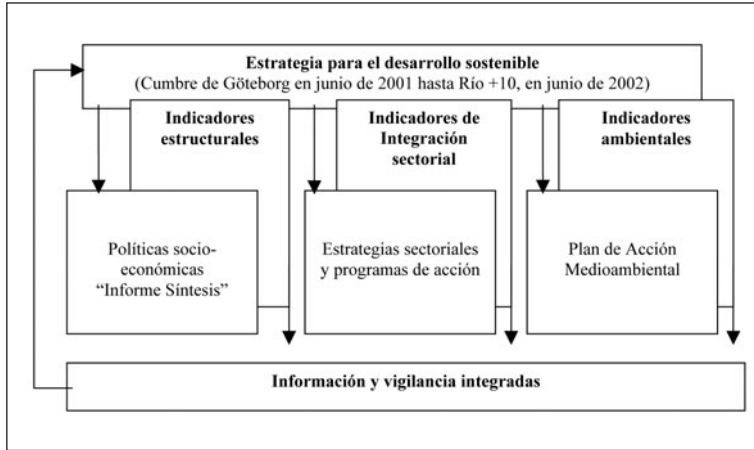 Estrategia para el desarrollo sostenible
(Cumbre de Göteborg en junio de 2001 hasta Río +10, en junio de 2002)
Indicadores
estructurales
Indicadores de
Integración
sectorial
Indicadores
ambientales
Políticas socio-
económicas
“Informe Síntesis”
Estrategias sectoriales
y programas de acción
Plan de Acción
Medioambiental
Información y vigilancia integradas